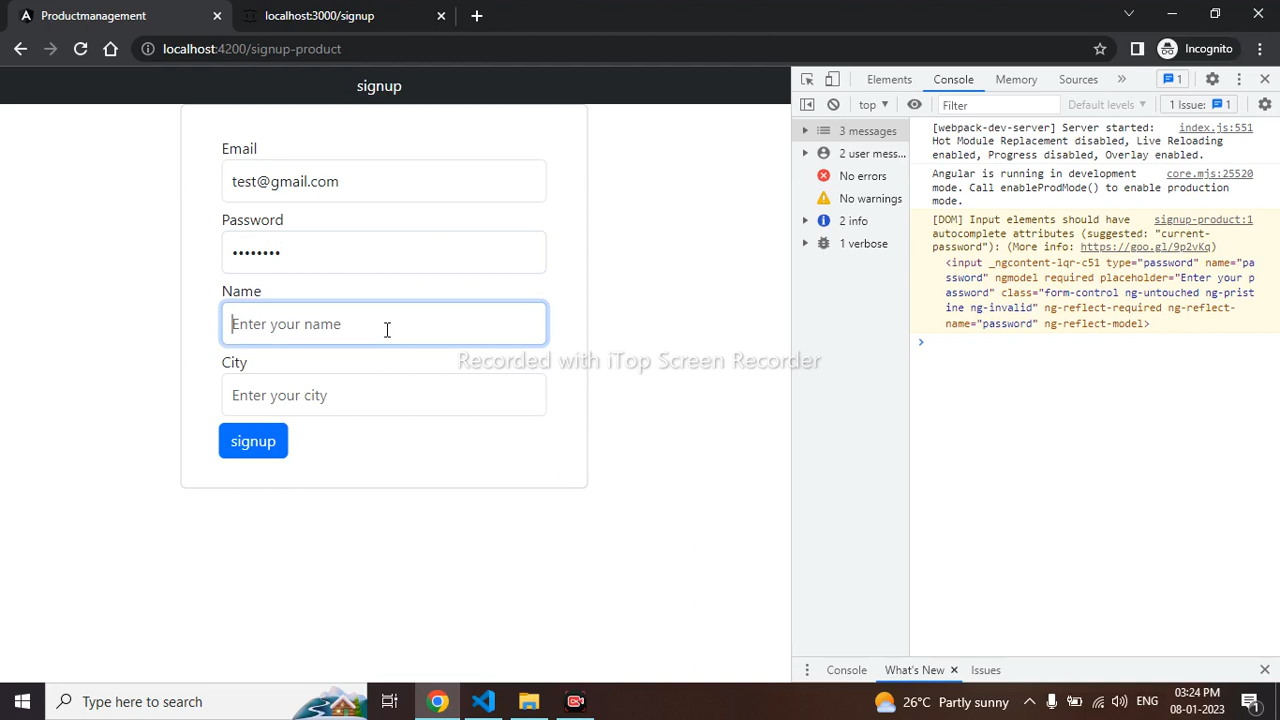 Productmanagement
localhost:3000/signup
localhost:4200/signup-product
Incognito
signup
Email
test@gmail.com
Password
••••••••
Name
Enter your name
City
Enter your city
signup
Recorded with iTop Screen Recorder
Elements Console Memory Sources » 1
top ▼ Filter Default levels ▼ 1 Issue: 1
3 messages
2 user mess...
No errors
No warnings
2 info
1 verbose
[webpack-dev-server] Server started: index.js:551
Hot Module Replacement disabled, Live Reloading
enabled, Progress disabled, Overlay enabled.
Angular is running in development core.mjs:25520
mode. Call enableProdMode() to enable production
mode.
[DOM] Input elements should have signup-product:1
autocomplete attributes (suggested: "current-
password"): (More info: https://goo.gl/9p2vKq)
<input _ngcontent-lqr-c51 type="password" name="pa
ssword" ngmodel required placeholder="Enter your p
assword" class="form-control ng-untouched ng-prist
ine ng-invalid" ng-reflect-required ng-reflect-
name="password" ng-reflect-model>
Console What's New Issues
Type here to search
26°C Partly sunny
ENG
03:24 PM
08-01-2023
1